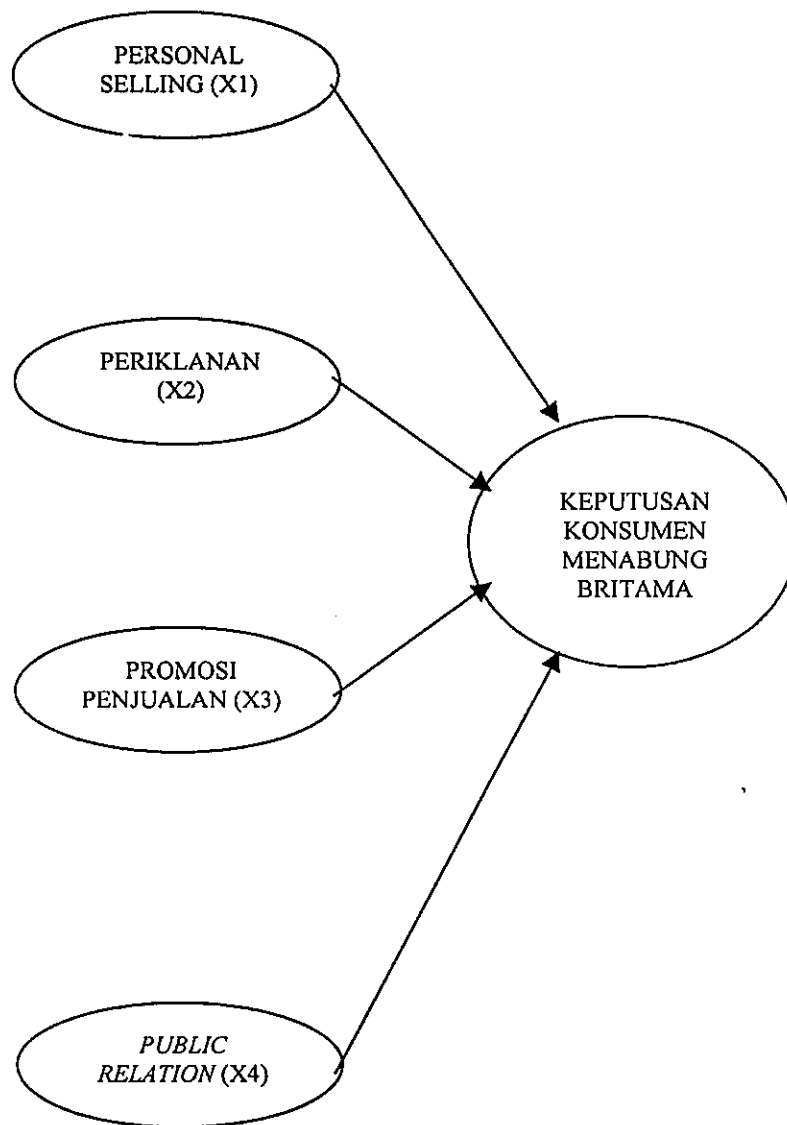 PERSONAL
SELLING (X1)
PERIKLANAN
(X2)
KEPUTUSAN
KONSUMEN
MENABUNG
BRITAMA
PROMOSI
PENJUALAN (X3)
PUBLIC
RELATION (X4)